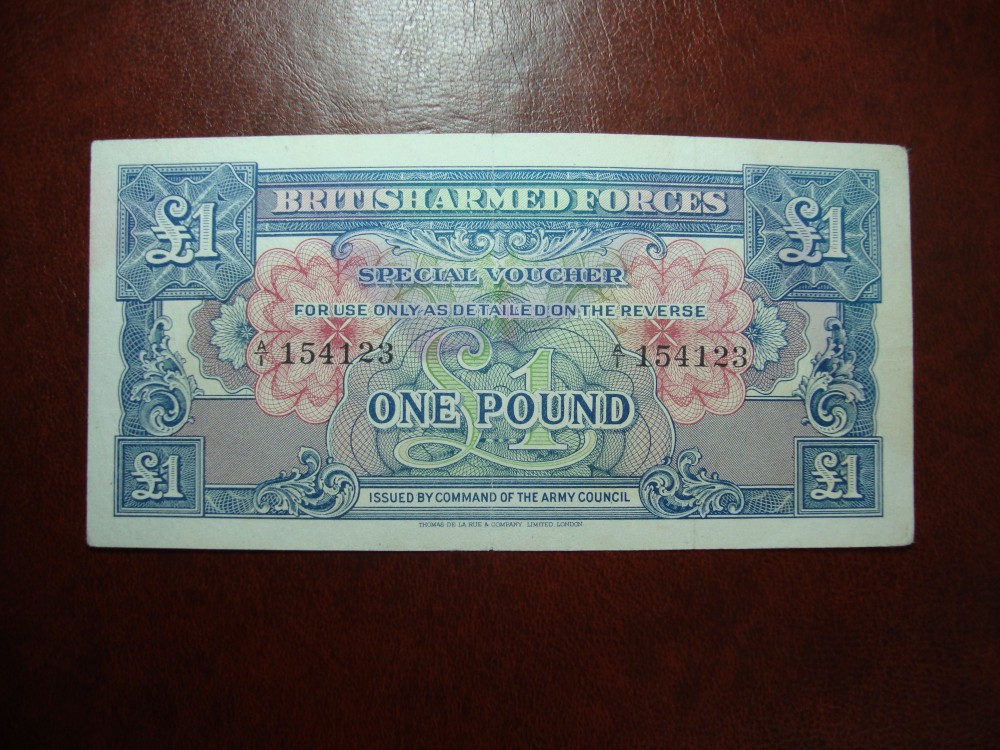 £1 £1
BRITISH ARMED FORCES
SPECIAL VOUCHER
FOR USE ONLY AS DETAILED ON THE REVERSE
A/1 154123 A/1 154123
£1
ONE POUND
£1 £1
ISSUED BY COMMAND OF THE ARMY COUNCIL
THOMAS DE LA RUE & COMPANY, LIMITED, LONDON